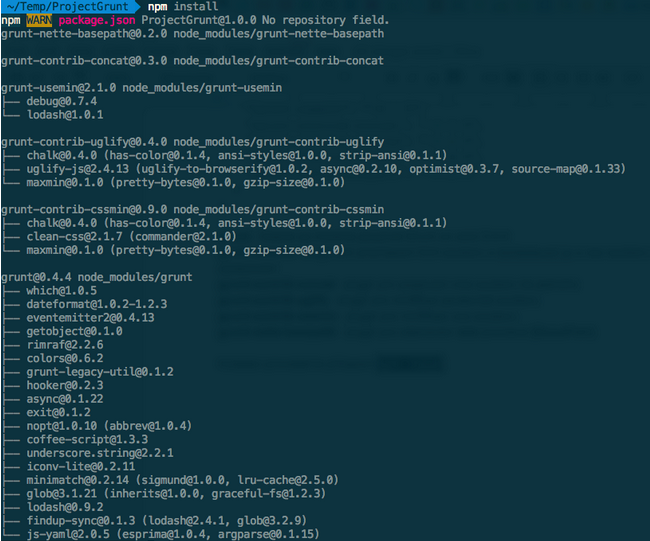 ~/Temp/ProjectGrunt npm install
npm WARN package.json ProjectGrunt@1.0.0 No repository field.
grunt-nette-basepath@0.2.0 node_modules/grunt-nette-basepath
grunt-contrib-concat@0.3.0 node_modules/grunt-contrib-concat
grunt-usemin@2.1.0 node_modules/grunt-usemin
├── debug@0.7.4
└── lodash@1.0.1
grunt-contrib-uglify@0.4.0 node_modules/grunt-contrib-uglify
├── chalk@0.4.0 (has-color@0.1.4, ansi-styles@1.0.0, strip-ansi@0.1.1)
├── uglify-js@2.4.13 (uglify-to-browserify@1.0.2, async@0.2.10, optimist@0.3.7, source-map@0.1.33)
└── maxmin@0.1.0 (pretty-bytes@0.1.0, gzip-size@0.1.0)
grunt-contrib-cssmin@0.9.0 node_modules/grunt-contrib-cssmin
├── chalk@0.4.0 (has-color@0.1.4, ansi-styles@1.0.0, strip-ansi@0.1.1)
├── clean-css@2.1.7 (commander@2.1.0)
└── maxmin@0.1.0 (pretty-bytes@0.1.0, gzip-size@0.1.0)
grunt@0.4.4 node_modules/grunt
├── which@1.0.5
├── dateformat@1.0.2-1.2.3
├── eventemitter2@0.4.13
├── getobject@0.1.0
├── rimraf@2.2.6
├── colors@0.6.2
├── grunt-legacy-util@0.1.2
├── hooker@0.2.3
├── async@0.1.22
├── exit@0.1.2
├── nopt@1.0.10 (abbrev@1.0.4)
├── coffee-script@1.3.3
├── underscore.string@2.2.1
├── iconv-lite@0.2.11
├── minimatch@0.2.14 (sigmund@1.0.0, lru-cache@2.5.0)
├── glob@3.1.21 (inherits@1.0.0, graceful-fs@1.2.3)
├── lodash@0.9.2
├── findup-sync@0.1.3 (lodash@2.4.1, glob@3.2.9)
└── js-yaml@2.0.5 (esprima@1.0.4, argparse@0.1.15)